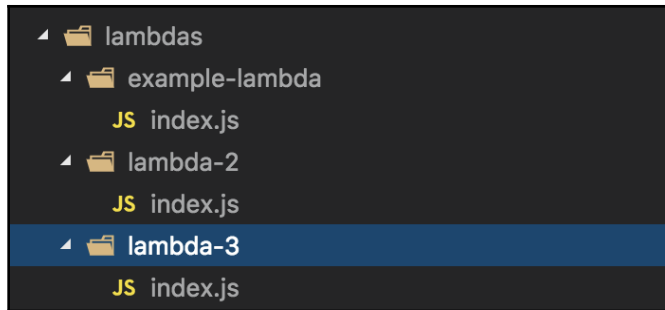 lambdas
example-lambda
JS index.js
lambda-2
JS index.js
lambda-3
JS index.js